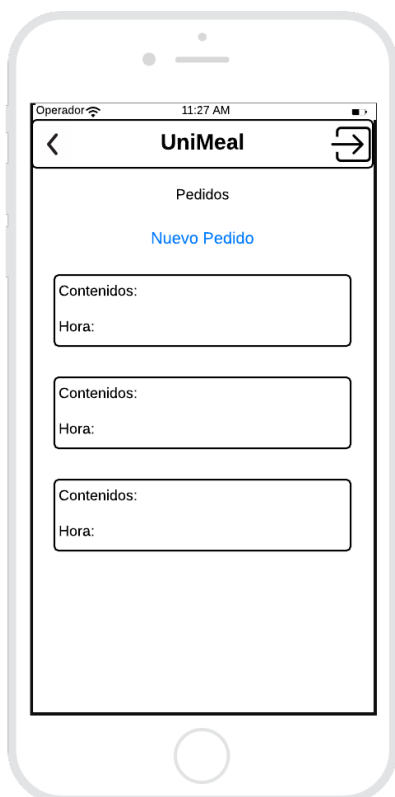 Operador 11:27 AM
UniMeal
Pedidos
Nuevo Pedido
Contenidos:
Hora:
Contenidos:
Hora:
Contenidos:
Hora: